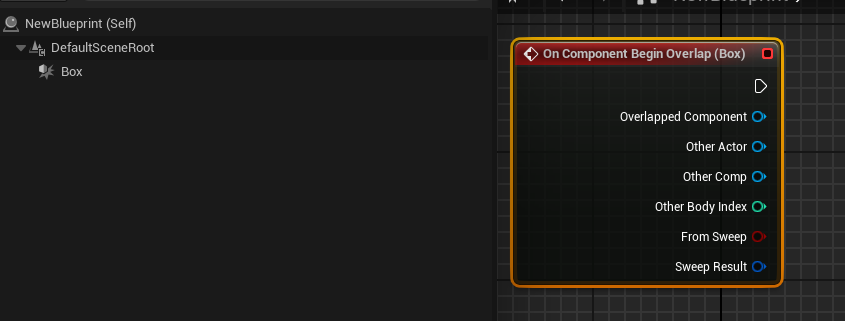 NewBlueprint (Self)
DefaultSceneRoot
Box
On Component Begin Overlap (Box)
Overlapped Component
Other Actor
Other Comp
Other Body Index
From Sweep
Sweep Result